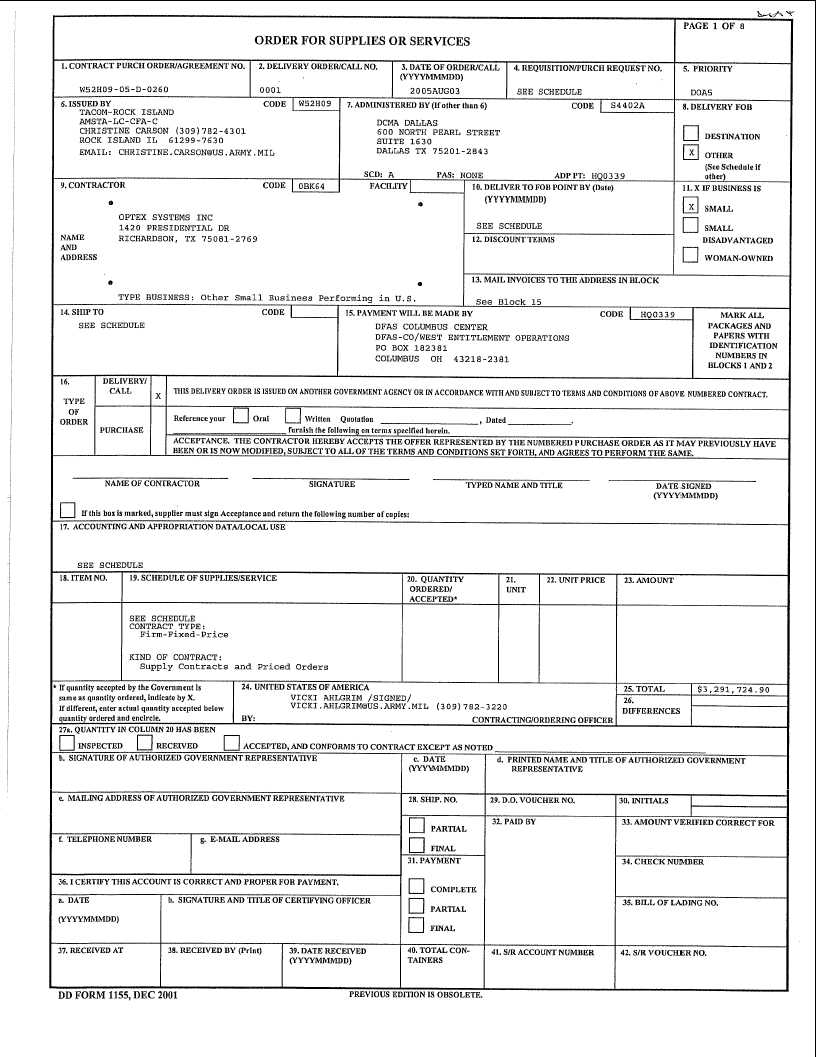 PAGE 1 OF 8
ORDER FOR SUPPLIES OR SERVICES
1. CONTRACT PURCH ORDER/AGREEMENT NO.
W52H09-05-D-0260
2. DELIVERY ORDER/CALL NO.
0001
3. DATE OF ORDER/CALL
(YYYYMMMDD)
2005AUG03
4. REQUISITION/PURCH REQUEST NO.
SEE SCHEDULE
5. PRIORITY
DOA5
6. ISSUED BY CODE W52H09
TACOM-ROCK ISLAND
AMSTA-LC-CFA-C
CHRISTINE CARSON (309)782-4301
ROCK ISLAND IL 61299-7630
EMAIL: CHRISTINE.CARSON@US.ARMY.MIL
7. ADMINISTERED BY (If other than 6) CODE S4402A
DCMA DALLAS
600 NORTH PEARL STREET
SUITE 1630
DALLAS TX 75201-2843
SCD: A PAS: NONE ADP PT: HQ0339
8. DELIVERY FOB
DESTINATION
X OTHER
(See Schedule if
other)
9. CONTRACTOR CODE 0BK64 FACILITY
OPTEX SYSTEMS INC
1420 PRESIDENTIAL DR
RICHARDSON, TX 75081-2769
NAME
AND
ADDRESS
TYPE BUSINESS: Other Small Business Performing in U.S.
10. DELIVER TO FOB POINT BY (Date)
(YYYYMMMDD)
SEE SCHEDULE
11. X IF BUSINESS IS
X SMALL
SMALL
DISADVANTAGED
WOMAN-OWNED
12. DISCOUNT TERMS
13. MAIL INVOICES TO THE ADDRESS IN BLOCK
See Block 15
14. SHIP TO CODE
SEE SCHEDULE
15. PAYMENT WILL BE MADE BY CODE HQ0339
DFAS COLUMBUS CENTER
DFAS-CO/WEST ENTITLEMENT OPERATIONS
PO BOX 182381
COLUMBUS OH 43218-2381
MARK ALL
PACKAGES AND
PAPERS WITH
IDENTIFICATION
NUMBERS IN
BLOCKS 1 AND 2
16.
TYPE
OF
ORDER
DELIVERY/
CALL
X
THIS DELIVERY ORDER IS ISSUED ON ANOTHER GOVERNMENT AGENCY OR IN ACCORDANCE WITH AND SUBJECT TO TERMS AND CONDITIONS OF ABOVE NUMBERED CONTRACT.
PURCHASE
Reference your Oral Written Quotation , Dated .
furnish the following on terms specified herein.
ACCEPTANCE. THE CONTRACTOR HEREBY ACCEPTS THE OFFER REPRESENTED BY THE NUMBERED PURCHASE ORDER AS IT MAY PREVIOUSLY HAVE
BEEN OR IS NOW MODIFIED, SUBJECT TO ALL OF THE TERMS AND CONDITIONS SET FORTH, AND AGREES TO PERFORM THE SAME.
NAME OF CONTRACTOR SIGNATURE TYPED NAME AND TITLE DATE SIGNED
(YYYYMMMDD)
If this box is marked, supplier must sign Acceptance and return the following number of copies:
17. ACCOUNTING AND APPROPRIATION DATA/LOCAL USE
SEE SCHEDULE
18. ITEM NO.
19. SCHEDULE OF SUPPLIES/SERVICE
20. QUANTITY
ORDERED/
ACCEPTED*
21.
UNIT
22. UNIT PRICE
23. AMOUNT
SEE SCHEDULE
CONTRACT TYPE:
Firm-Fixed-Price
KIND OF CONTRACT:
Supply Contracts and Priced Orders
* If quantity accepted by the Government is
same as quantity ordered, indicate by X.
If different, enter actual quantity accepted below
quantity ordered and encircle.
24. UNITED STATES OF AMERICA
VICKI AHLGRIM /SIGNED/
VICKI.AHLGRIM@US.ARMY.MIL (309)782-3220
BY: CONTRACTING/ORDERING OFFICER
25. TOTAL $3,291,724.90
26.
DIFFERENCES
27a. QUANTITY IN COLUMN 20 HAS BEEN
INSPECTED RECEIVED ACCEPTED, AND CONFORMS TO CONTRACT EXCEPT AS NOTED
b. SIGNATURE OF AUTHORIZED GOVERNMENT REPRESENTATIVE
c. DATE
(YYYYMMMDD)
d. PRINTED NAME AND TITLE OF AUTHORIZED GOVERNMENT
REPRESENTATIVE
e. MAILING ADDRESS OF AUTHORIZED GOVERNMENT REPRESENTATIVE
28. SHIP. NO.
PARTIAL
FINAL
29. D.O. VOUCHER NO.
30. INITIALS
f. TELEPHONE NUMBER
g. E-MAIL ADDRESS
31. PAYMENT
COMPLETE
PARTIAL
FINAL
32. PAID BY
33. AMOUNT VERIFIED CORRECT FOR
34. CHECK NUMBER
35. BILL OF LADING NO.
36. I CERTIFY THIS ACCOUNT IS CORRECT AND PROPER FOR PAYMENT.
a. DATE
(YYYYMMMDD)
b. SIGNATURE AND TITLE OF CERTIFYING OFFICER
37. RECEIVED AT
38. RECEIVED BY (Print)
39. DATE RECEIVED
(YYYYMMMDD)
40. TOTAL CON-
TAINERS
41. S/R ACCOUNT NUMBER
42. S/R VOUCHER NO.
DD FORM 1155, DEC 2001
PREVIOUS EDITION IS OBSOLETE.